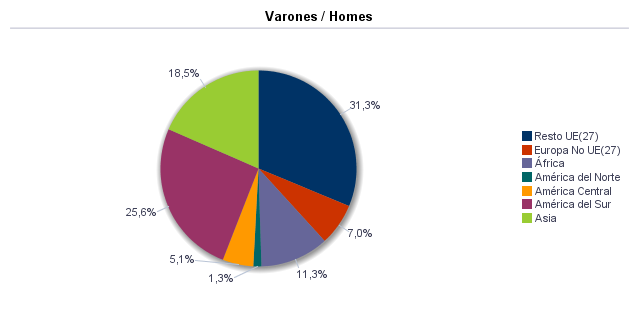 Varones / Homes
18,5%
31,3%
25,6%
7,0%
5,1%
1,3%
11,3%
Resto UE(27)
Europa No UE(27)
África
América del Norte
América Central
América del Sur
Asia